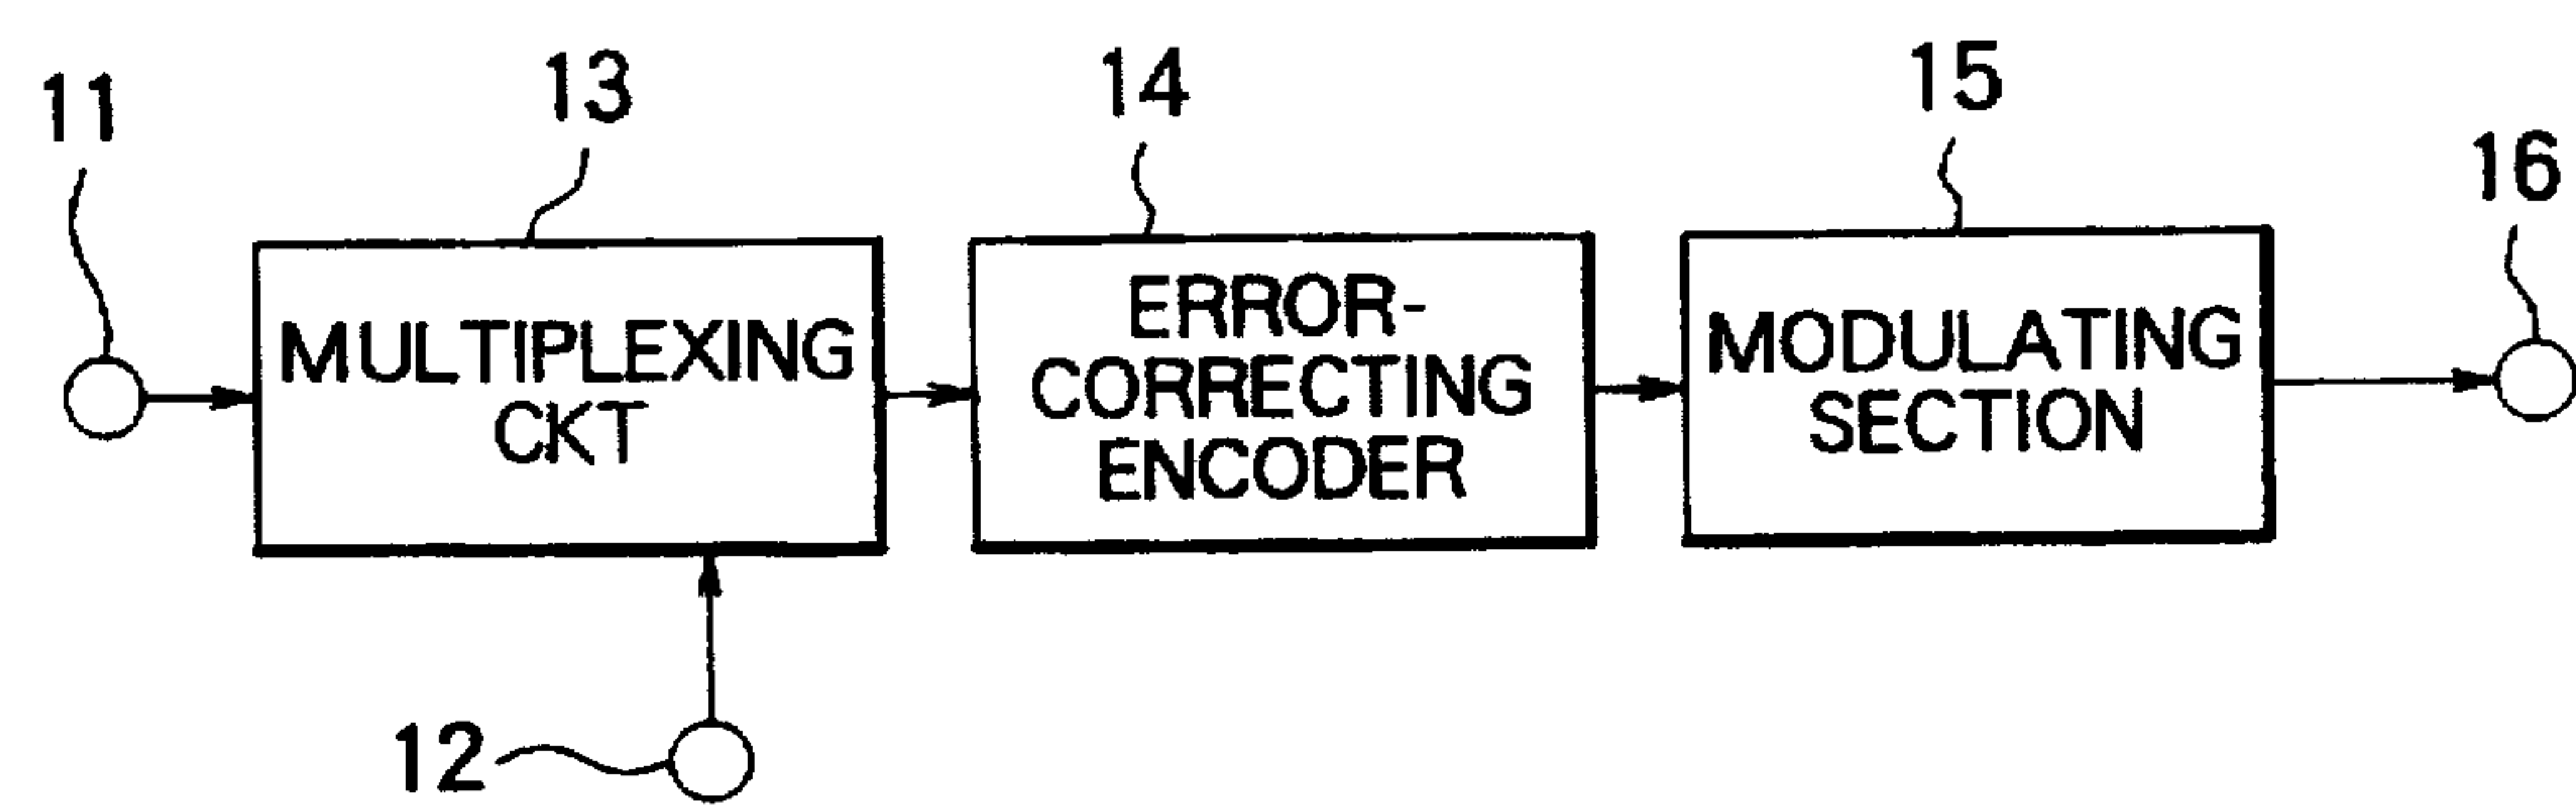 11
13
14
15
16
MULTIPLEXING
CKT
ERROR-
CORRECTING
ENCODER
MODULATING
SECTION
12